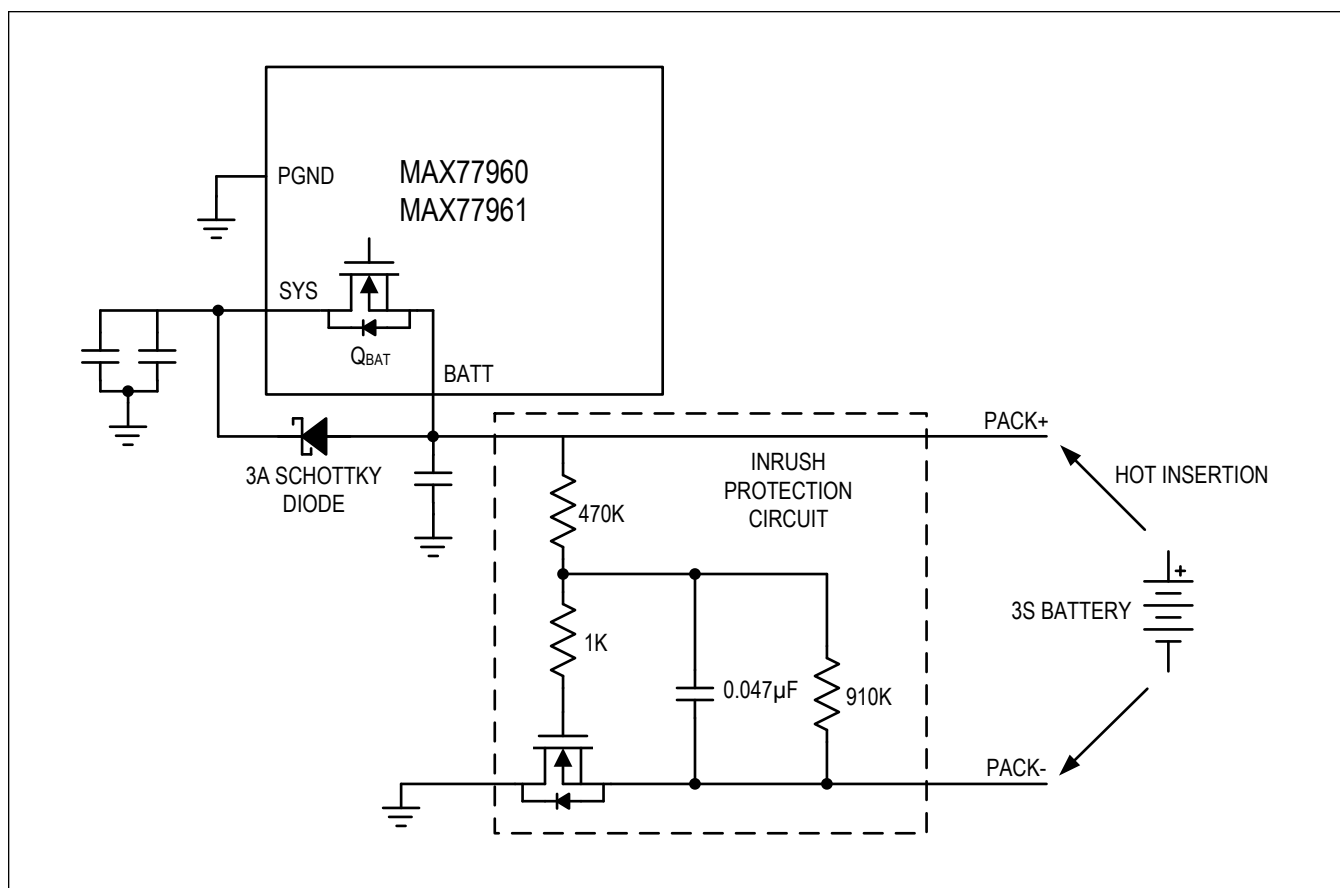 MAX77960
MAX77961
PGND
SYS
QBAT
BATT
3A SCHOTTKY
DIODE
INRUSH
PROTECTION
CIRCUIT
PACK+
HOT INSERTION
470K
1K
0.047µF
910K
3S BATTERY
+
PACK-